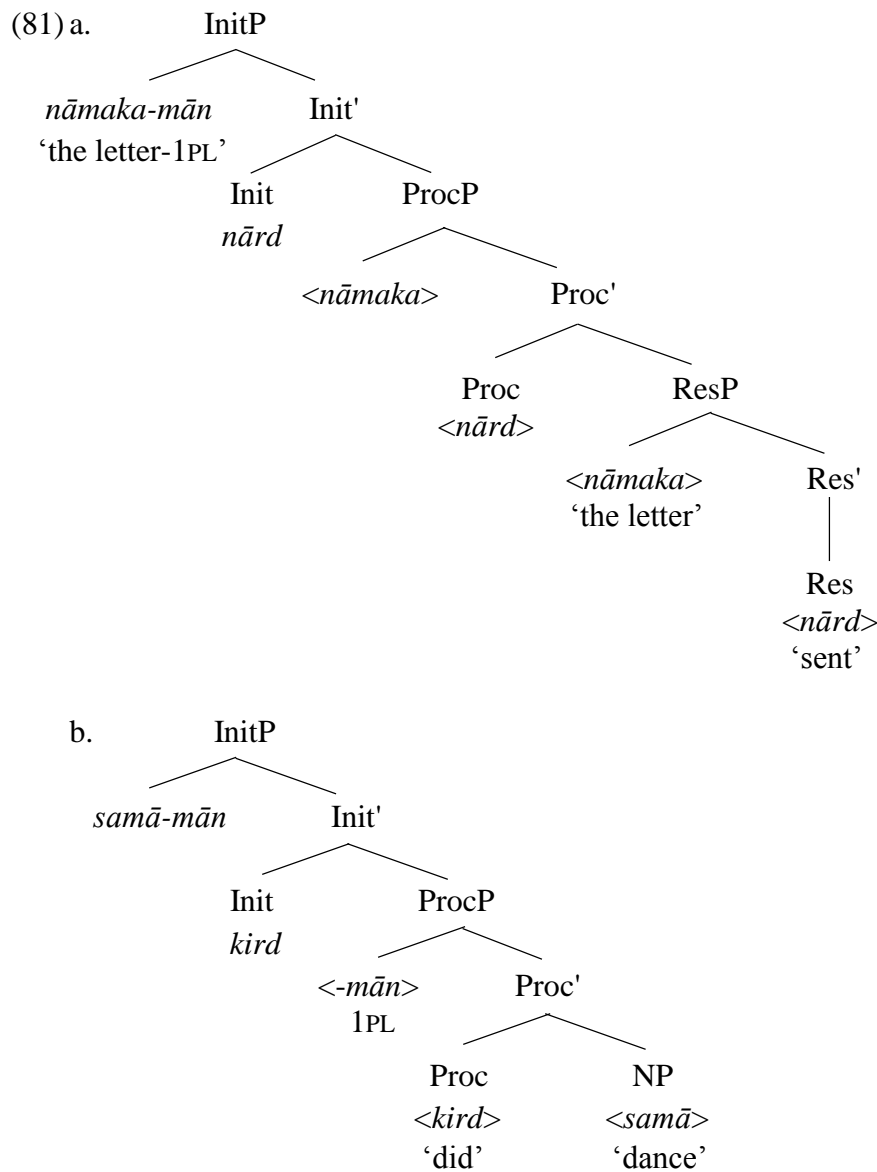 (81) a. InitP
nāmaka-mān Init'
‘the letter-1PL’
Init ProcP
nārd
<nāmaka> Proc'
Proc ResP
<nārd>
<nāmaka> Res'
‘the letter’
Res
<nārd>
‘sent’
b. InitP
samā-mān Init'
Init ProcP
kird
<-mān> Proc'
1PL
Proc NP
<kird> <samā>
‘did’ ‘dance’